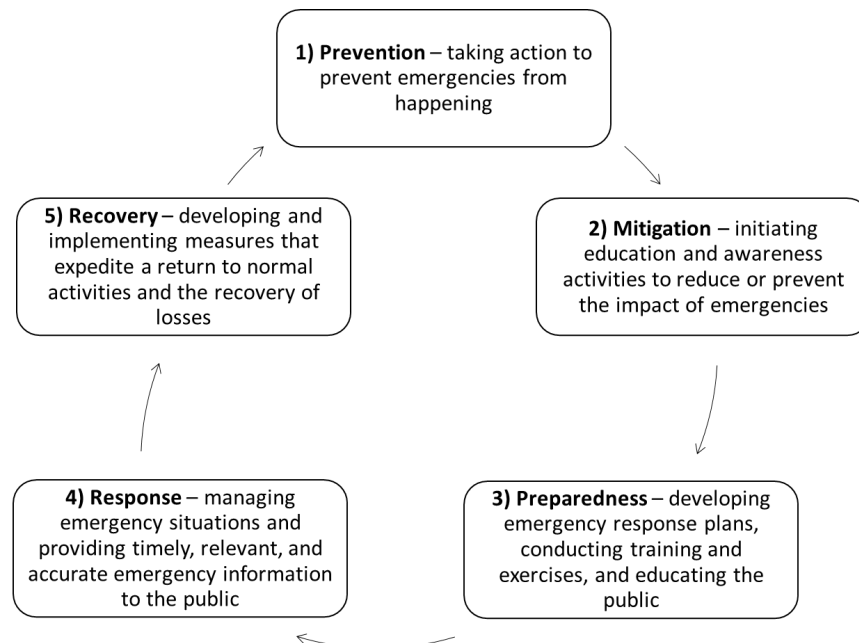 1) Prevention – taking action to
prevent emergencies from
happening
2) Mitigation – initiating
education and awareness
activities to reduce or prevent
the impact of emergencies
3) Preparedness – developing
emergency response plans,
conducting training and
exercises, and educating the
public
4) Response – managing
emergency situations and
providing timely, relevant, and
accurate emergency information
to the public
5) Recovery – developing and
implementing measures that
expedite a return to normal
activities and the recovery of
losses